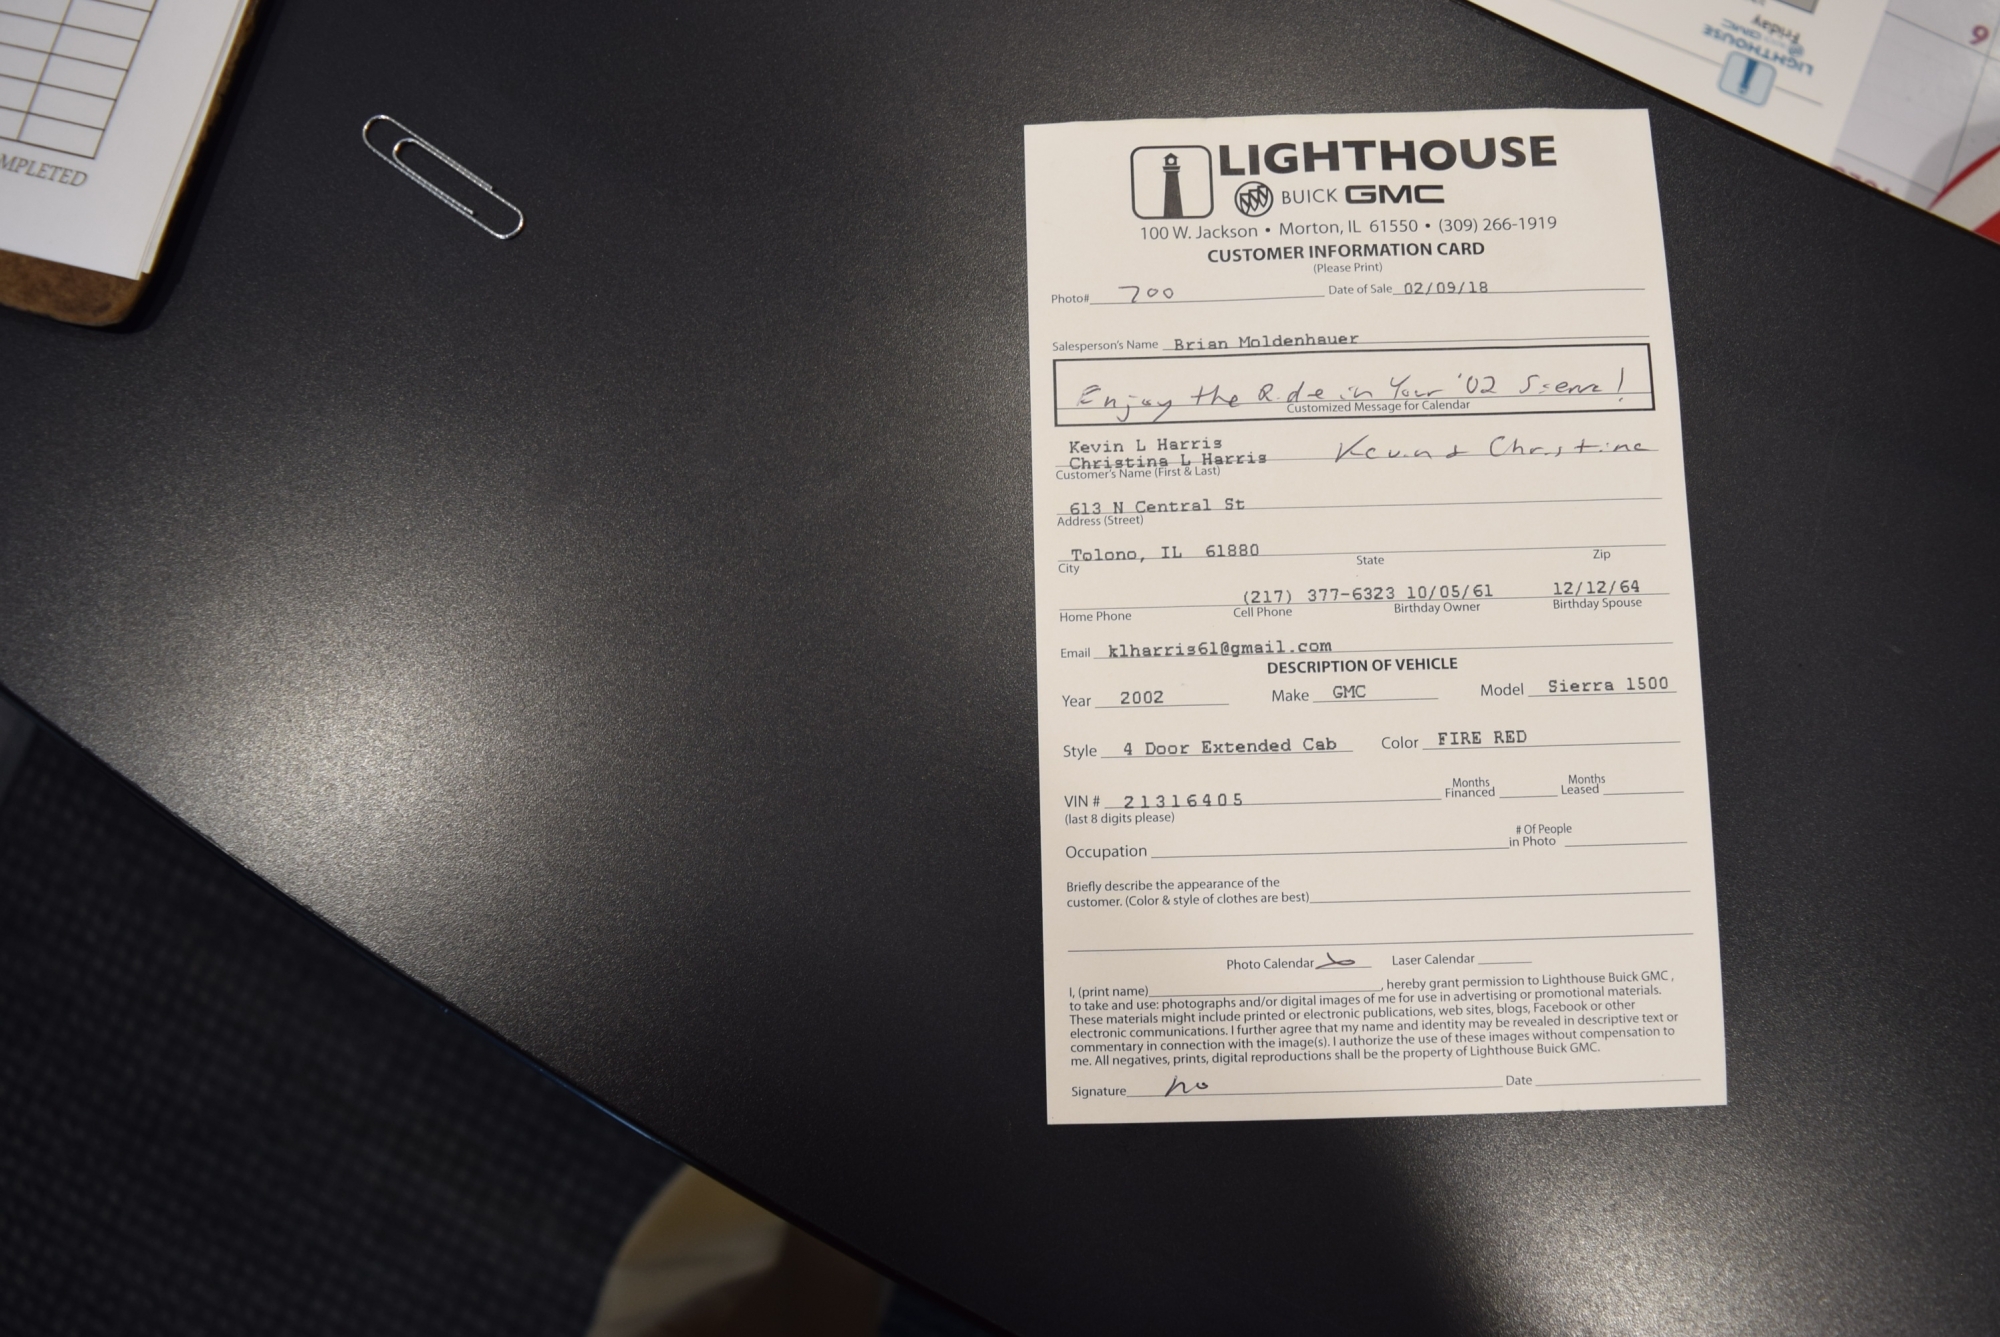 MPLETED
LIGHTHOUSE
Friday
9
LIGHTHOUSE
BUICK GMC
100 W. Jackson • Morton, IL 61550 • (309) 266-1919
CUSTOMER INFORMATION CARD
(Please Print)
Photo# 700 Date of Sale 02/09/18
Salesperson's Name Brian Moldenhauer
Enjoy the Ride in Your '02 Sierra!
Customized Message for Calendar
Kevin L Harris
Christina L Harris Kevin & Christina
Customer's Name (First & Last)
613 N Central St
Address (Street)
Tolono, IL 61880
City State Zip
(217) 377-6323 10/05/61 12/12/64
Home Phone Cell Phone Birthday Owner Birthday Spouse
Email klharris61@gmail.com
DESCRIPTION OF VEHICLE
Year 2002 Make GMC Model Sierra 1500
Style 4 Door Extended Cab Color FIRE RED
VIN # 21316405 Months Financed Months Leased
(last 8 digits please)
Occupation # Of People in Photo
Briefly describe the appearance of the
customer. (Color & style of clothes are best)
Photo Calendar Laser Calendar
I, (print name) , hereby grant permission to Lighthouse Buick GMC ,
to take and use: photographs and/or digital images of me for use in advertising or promotional materials.
These materials might include printed or electronic publications, web sites, blogs, Facebook or other
electronic communications. I further agree that my name and identity may be revealed in descriptive text or
commentary in connection with the image(s). I authorize the use of these images without compensation to
me. All negatives, prints, digital reproductions shall be the property of Lighthouse Buick GMC.
Signature no Date